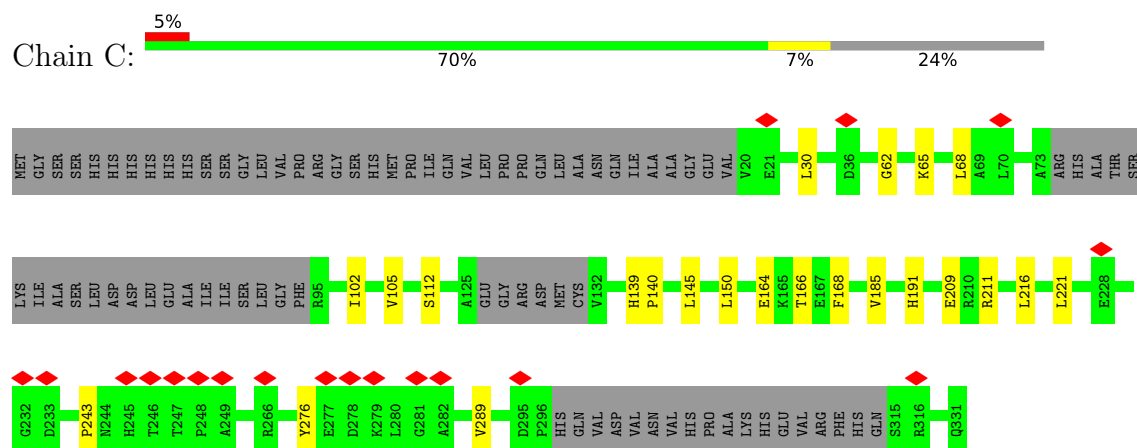 5%
Chain C:
70% 7% 24%
MET GLY SER SER HIS HIS HIS HIS HIS HIS SER SER GLY LEU VAL PRO ARG GLY SER HIS MET PRO ILE GLN VAL LEU PRO PRO GLN LEU ALA ASN GLN ILE ALA ALA GLY GLU VAL V20 E21 L30 D36 G62 K65 L68 A69 L70 A73 ARG HIS ALA THR SER
LYS ILE ALA SER LEU ASP ASP LEU GLU ALA ILE ILE SER LEU GLY PHE R95 I102 V105 S112 A125 GLU GLY ARG ASP MET CYS V132 H139 P140 L145 L150 E164 K165 T166 E167 F168 V185 H191 E209 R210 R211 L216 L221 E228
G232 D233 P243 N244 H245 T246 T247 P248 A249 R266 Y276 E277 D278 K279 L280 G281 A282 V289 D295 P296 HIS GLN VAL ASP VAL ASN VAL HIS PRO ALA LYS HIS GLU VAL ARG PHE HIS GLN S315 R316 Q331